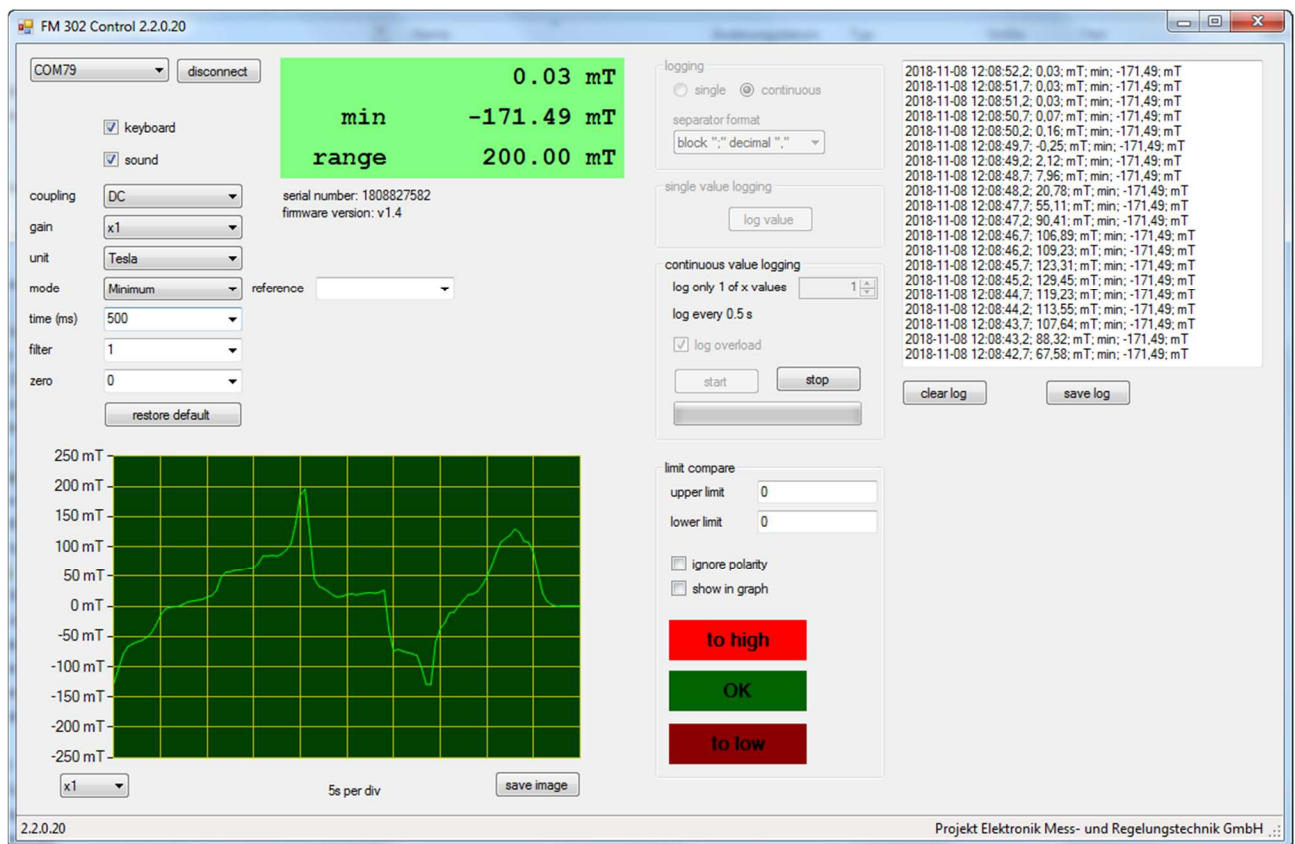 FM 302 Control 2.2.0.20
COM79
disconnect
keyboard
sound
coupling DC
gain x1
unit Tesla
mode Minimum
reference
time (ms) 500
filter 1
zero 0
restore default
0.03 mT
min -171.49 mT
range 200.00 mT
serial number: 1808827582
firmware version: v1.4
logging
single continuous
separator format
block ";" decimal ","
single value logging
log value
continuous value logging
log only 1 of x values 1
log every 0.5 s
log overload
start stop
2018-11-08 12:08:52,2; 0,03; mT; min; -171,49; mT
2018-11-08 12:08:51,7; 0,03; mT; min; -171,49; mT
2018-11-08 12:08:51,2; 0,03; mT; min; -171,49; mT
2018-11-08 12:08:50,7; 0,07; mT; min; -171,49; mT
2018-11-08 12:08:50,2; 0,16; mT; min; -171,49; mT
2018-11-08 12:08:49,7; -0,25; mT; min; -171,49; mT
2018-11-08 12:08:49,2; 2,12; mT; min; -171,49; mT
2018-11-08 12:08:48,7; 7,96; mT; min; -171,49; mT
2018-11-08 12:08:48,2; 20,78; mT; min; -171,49; mT
2018-11-08 12:08:47,7; 55,11; mT; min; -171,49; mT
2018-11-08 12:08:47,2; 90,41; mT; min; -171,49; mT
2018-11-08 12:08:46,7; 106,89; mT; min; -171,49; mT
2018-11-08 12:08:46,2; 109,23; mT; min; -171,49; mT
2018-11-08 12:08:45,7; 123,31; mT; min; -171,49; mT
2018-11-08 12:08:45,2; 129,45; mT; min; -171,49; mT
2018-11-08 12:08:44,7; 119,23; mT; min; -171,49; mT
2018-11-08 12:08:44,2; 113,55; mT; min; -171,49; mT
2018-11-08 12:08:43,7; 107,64; mT; min; -171,49; mT
2018-11-08 12:08:43,2; 88,32; mT; min; -171,49; mT
2018-11-08 12:08:42,7; 67,58; mT; min; -171,49; mT
clear log save log
250 mT
200 mT
150 mT
100 mT
50 mT
0 mT
-50 mT
-100 mT
-150 mT
-200 mT
-250 mT
x1
5s per div
save image
limit compare
upper limit 0
lower limit 0
ignore polarity
show in graph
to high
OK
to low
2.2.0.20
Projekt Elektronik Mess- und Regelungstechnik GmbH